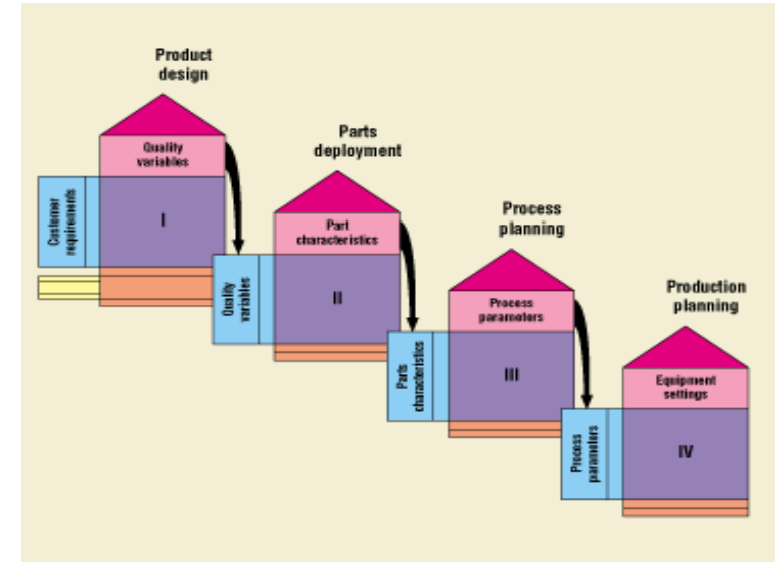 Product
design
Quality
variables
Customer
requirements
I
Parts
deployment
Part
characteristics
Quality
variables
II
Process
planning
Process
parameters
Parts
characteristics
III
Production
planning
Equipment
settings
Process
parameters
IV